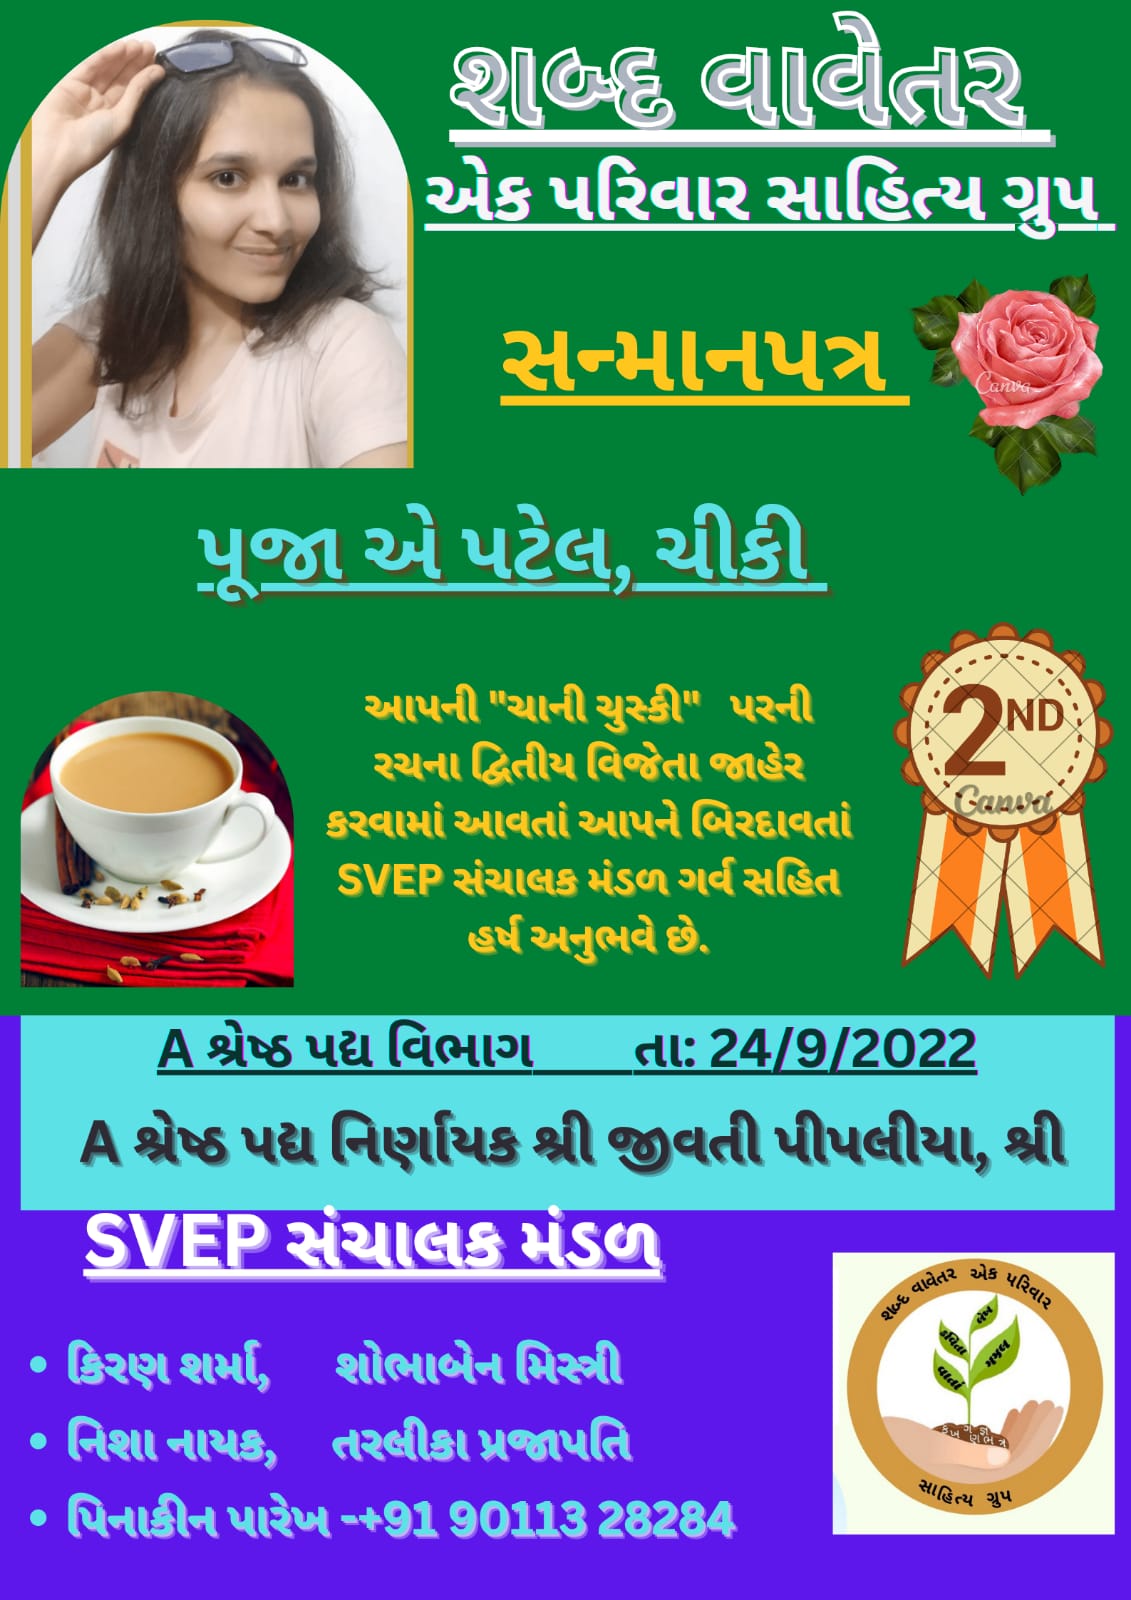 શબ્દ વાવેતર
એક પરિવાર સાહિત્ય ગ્રુપ
સન્માનપત્ર
Canva
પૂજા એ પટેલ, ચીકી
2ND
Canva
આપની "ચાની ચુસ્કી" પરની
રચના દ્વિતીય વિજેતા જાહેર
કરવામાં આવતાં આપને બિરદાવતાં
SVEP સંચાલક મંડળ ગર્વ સહિત
હર્ષ અનુભવે છે.
A શ્રેષ્ઠ પદ્ય વિભાગ તા: 24/9/2022
A શ્રેષ્ઠ પદ્ય નિર્ણાયક શ્રી જીવતી પીપલીયા, શ્રી
SVEP સંચાલક મંડળ
• કિરણ શર્મા, શોભાબેન મિસ્ત્રી
• નિશા નાયક, તરલીકા પ્રજાપતિ
• પિનાકીન પારેખ -+91 90113 28284
શબ્દ વાવેતર એક પરિવાર
લેખ
કવિતા
ગઝલ
વાર્તા
સાહિત્ય ગ્રુપ